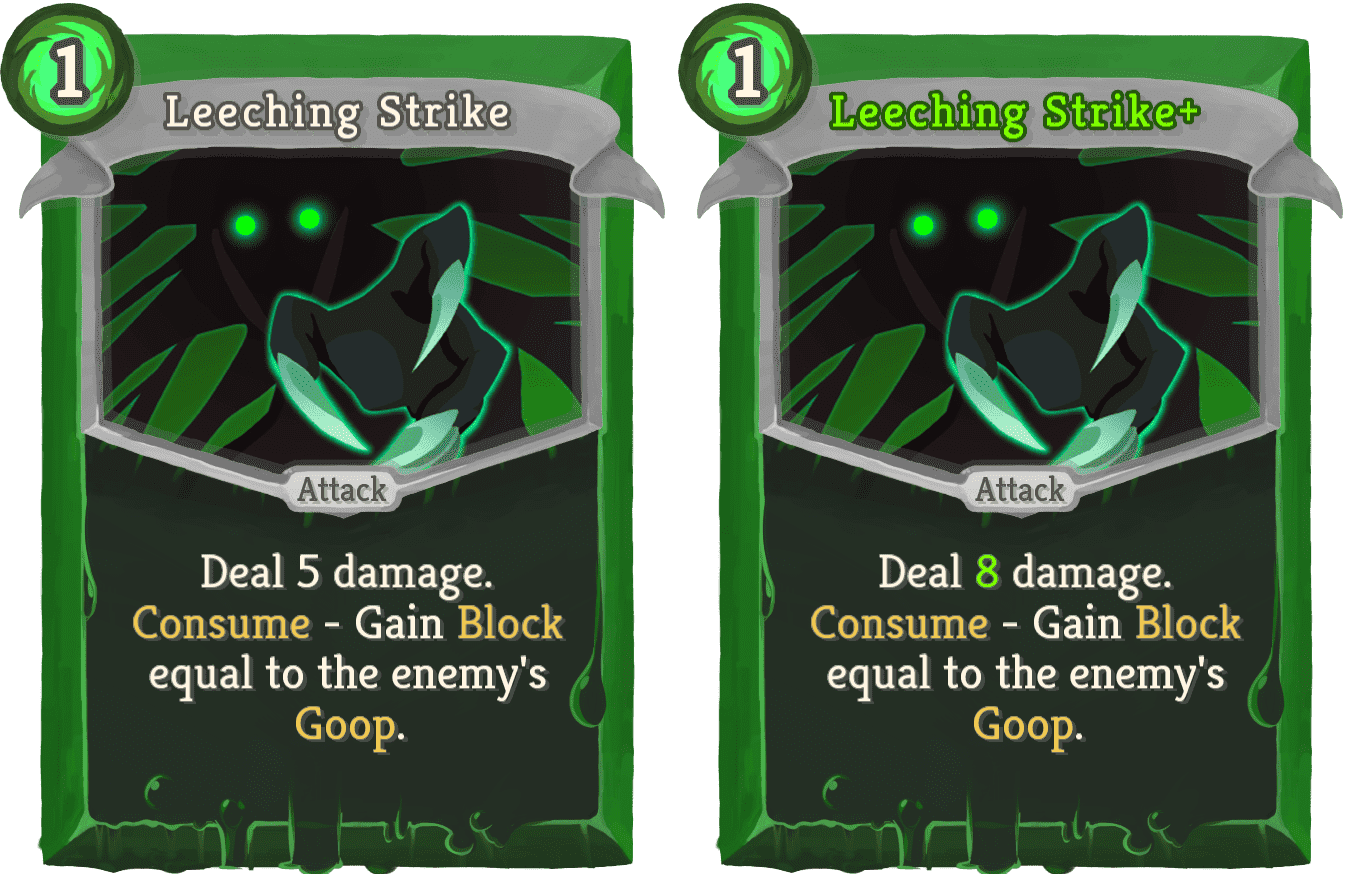 1
Leeching Strike
Attack
Deal 5 damage.
Consume - Gain Block
equal to the enemy's
Goop.
1
Leeching Strike+
Attack
Deal 8 damage.
Consume - Gain Block
equal to the enemy's
Goop.